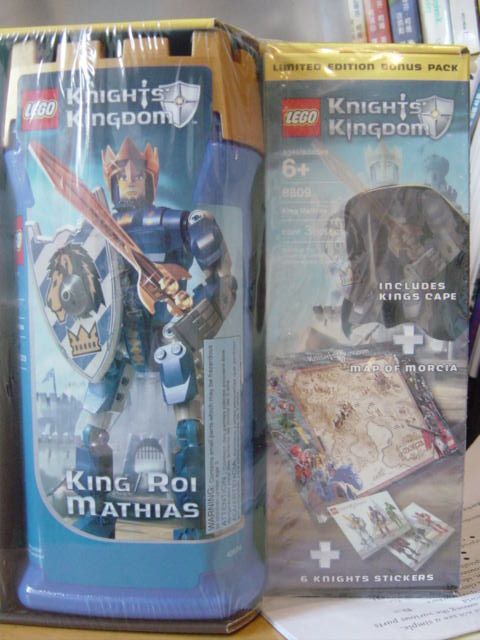 LEGO
KNIGHTS'
KINGDOM
KING/ROI
MATHIAS
LIMITED EDITION BONUS PACK
LEGO
KNIGHTS'
KINGDOM
6+
8809
INCLUDES
KINGS CAPE
+
MAP OF MORCIA
+
6 KNIGHTS STICKERS